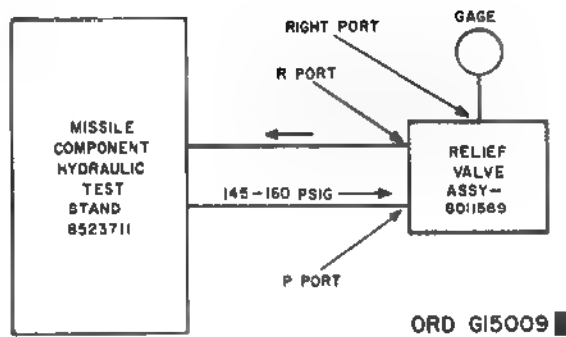 GAGE
RIGHT PORT
R PORT
MISSILE
COMPONENT
HYDRAULIC
TEST
STAND
8523711
RELIEF
VALVE
ASSY-
8011569
145-160 PSIG
P PORT
ORD G15009